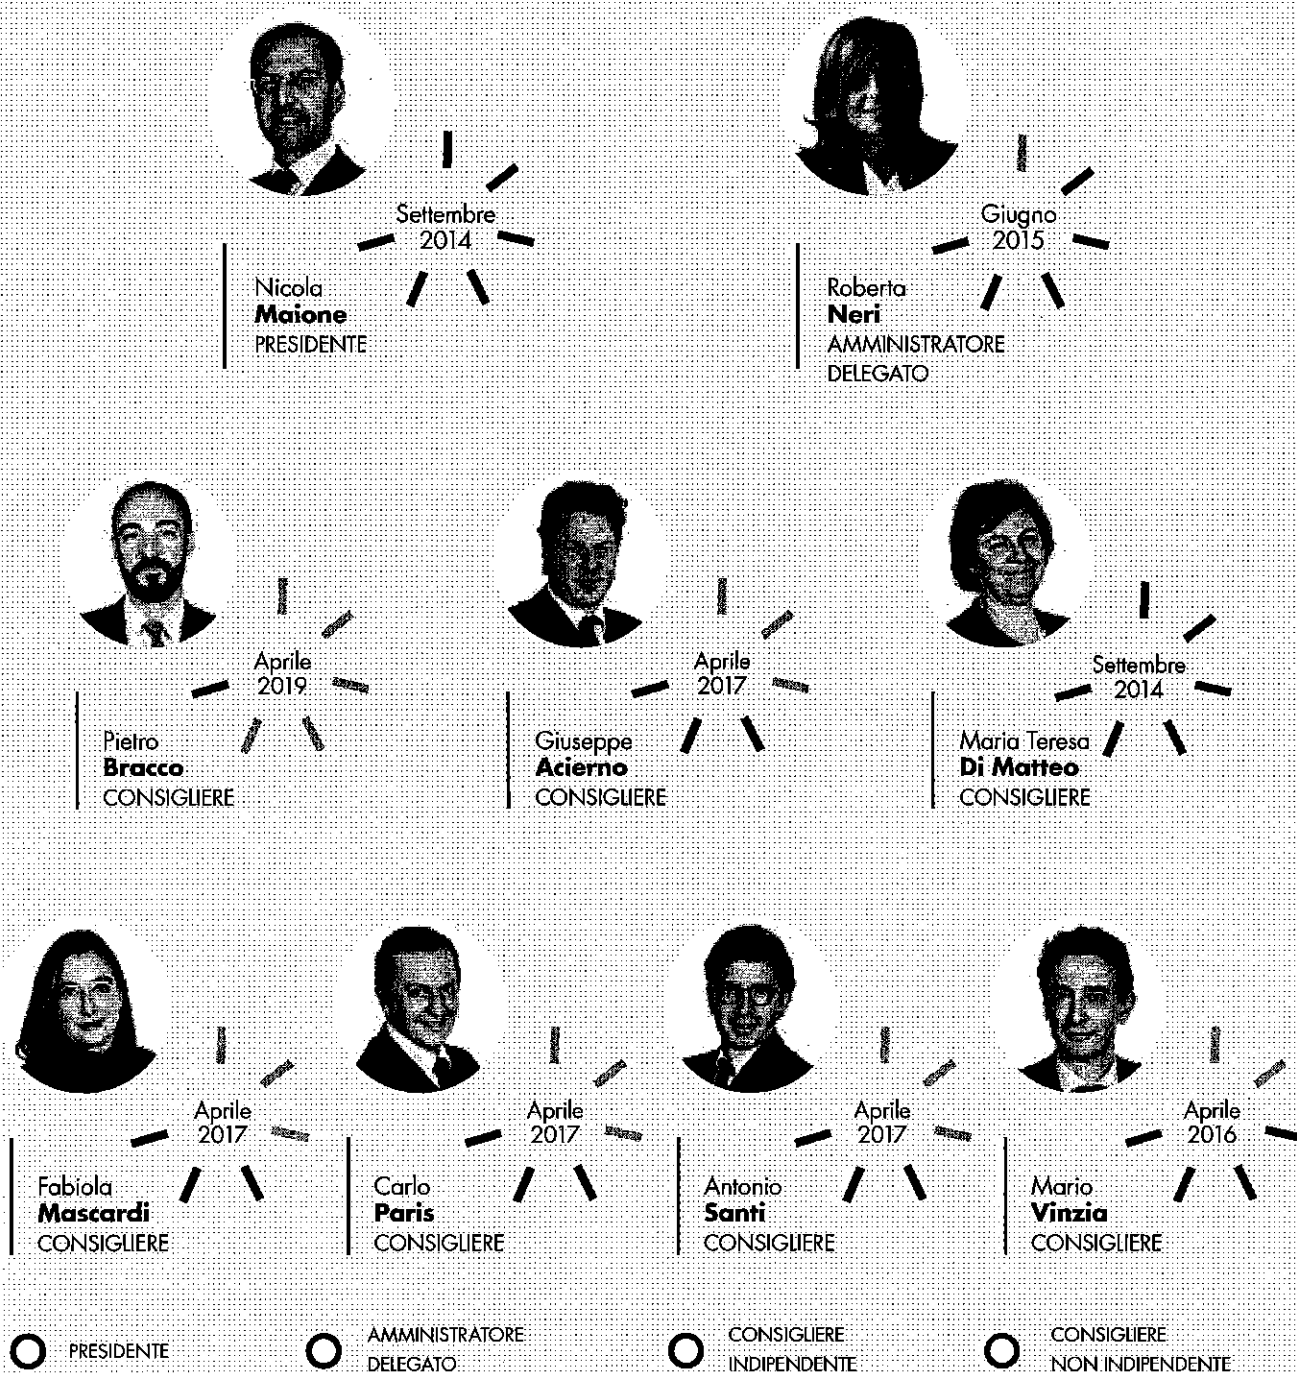 Settembre
2014
Nicola
Maione
PRESIDENTE
Giugno
2015
Roberta
Neri
AMMINISTRATORE
DELEGATO
Aprile
2019
Pietro
Bracco
CONSIGLIERE
Aprile
2017
Giuseppe
Acierno
CONSIGLIERE
Settembre
2014
Maria Teresa
Di Matteo
CONSIGLIERE
Aprile
2017
Fabiola
Mascardi
CONSIGLIERE
Aprile
2017
Carlo
Paris
CONSIGLIERE
Aprile
2017
Antonio
Santi
CONSIGLIERE
Aprile
2016
Mario
Vinzia
CONSIGLIERE
PRESIDENTE
AMMINISTRATORE
DELEGATO
CONSIGLIERE
INDIPENDENTE
CONSIGLIERE
NON INDIPENDENTE